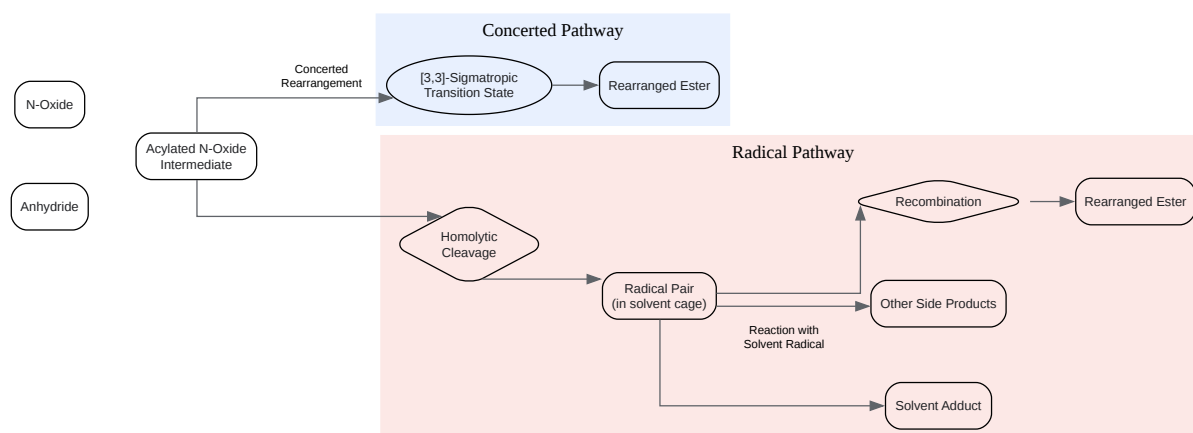 Concerted Pathway
Concerted
Rearrangement
[3,3]-Sigmatropic
Transition State
Rearranged Ester
N-Oxide
Acylated N-Oxide
Intermediate
Anhydride
Radical Pathway
Homolytic
Cleavage
Recombination
Rearranged Ester
Radical Pair
(in solvent cage)
Other Side Products
Reaction with
Solvent Radical
Solvent Adduct